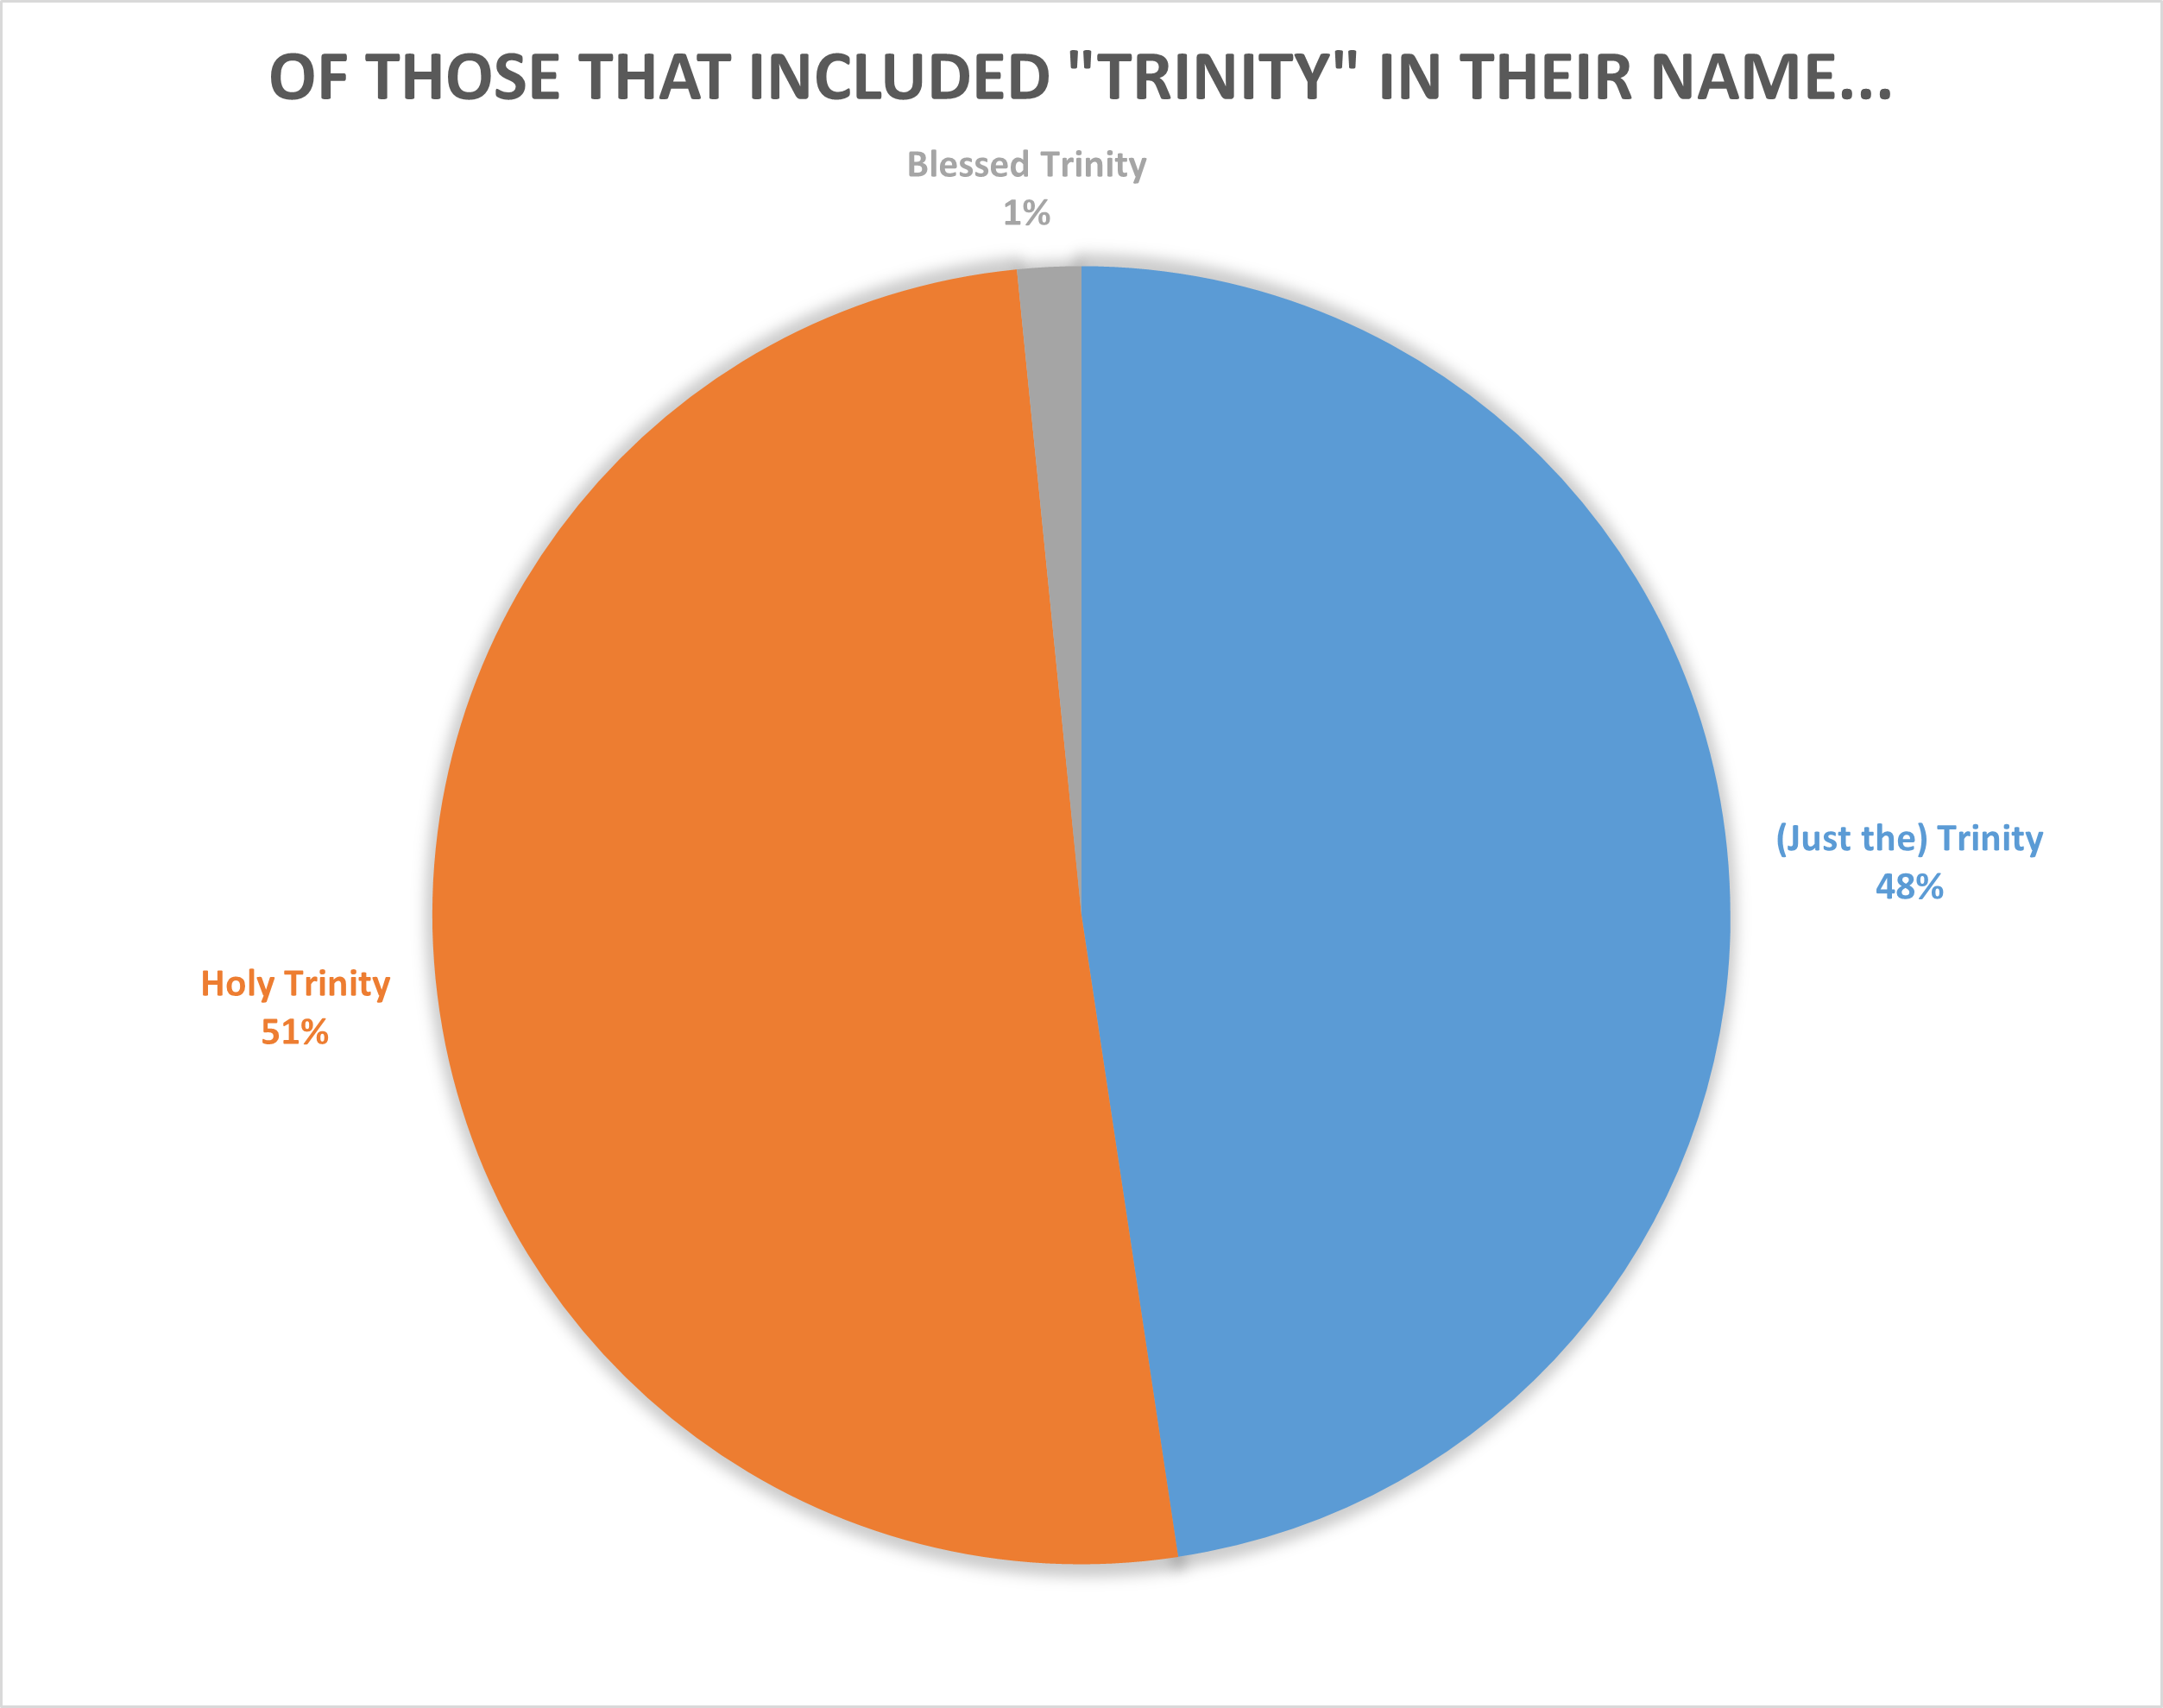 OF THOSE THAT INCLUDED "TRINITY" IN THEIR NAME...
Blessed Trinity
1%
(Just the) Trinity
48%
Holy Trinity
51%